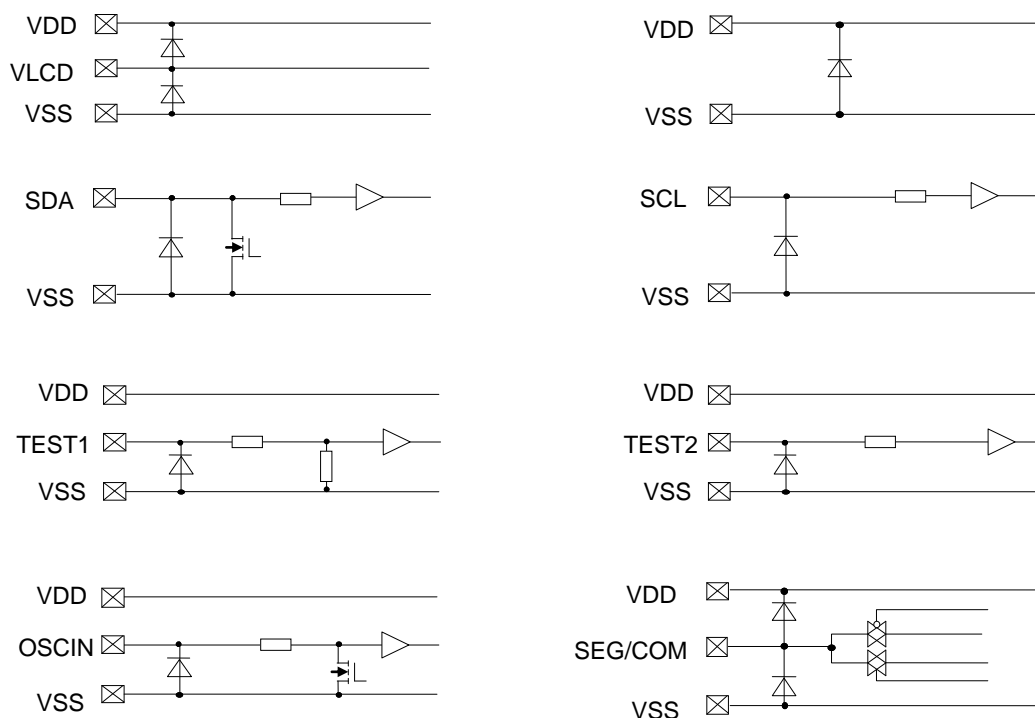 VDD
VLCD
VSS
VDD
VSS
SDA
VSS
SCL
VSS
VDD
TEST1
VSS
VDD
TEST2
VSS
VDD
OSCIN
VSS
VDD
SEG/COM
VSS